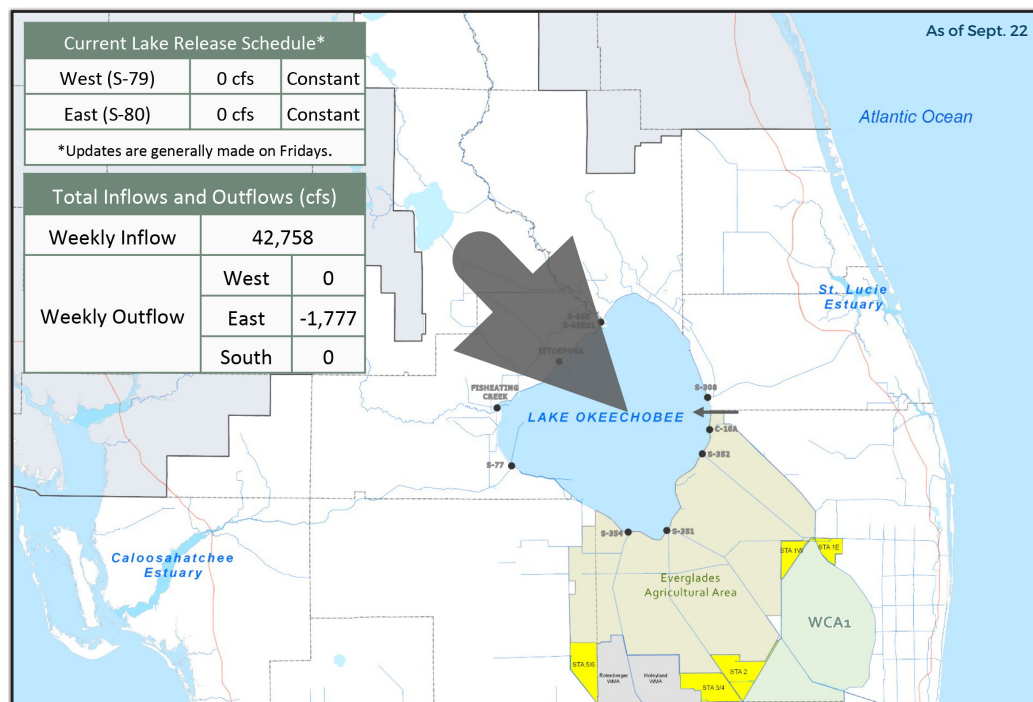 As of Sept. 22
Current Lake Release Schedule*
West (S-79) 0 cfs Constant
East (S-80) 0 cfs Constant
*Updates are generally made on Fridays.
Total Inflows and Outflows (cfs)
Weekly Inflow 42,758
Weekly Outflow
West 0
East -1,777
South 0
Atlantic Ocean
St. Lucie
Estuary
ISTOKPOGA
FISHEATING
CREEK
S-308
LAKE OKEECHOBEE
C-10A
S-352
S-77
S-354
S-351
Caloosahatchee
Estuary
Everglades
Agricultural Area
STA 1W
STA 1E
WCA1
STA 5/6
Rotenberger
WMA
Holeyland
WMA
STA 2
STA 3/4